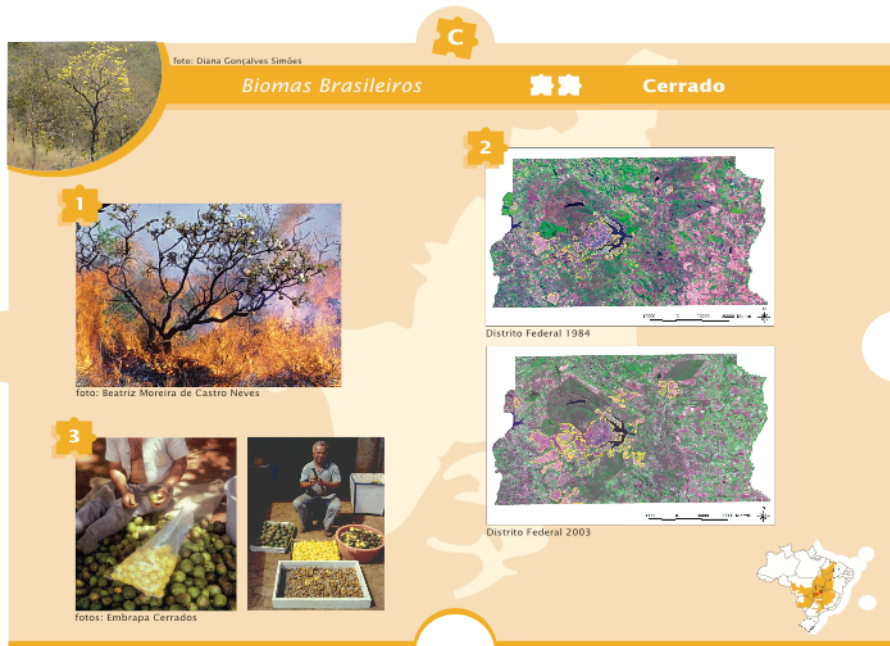 C
foto: Diana Gonçalves Simões
Biomas Brasileiros
Cerrado
1
foto: Beatriz Moreira de Castro Neves
2
Distrito Federal 1984
Distrito Federal 2003
3
fotos: Embrapa Cerrados